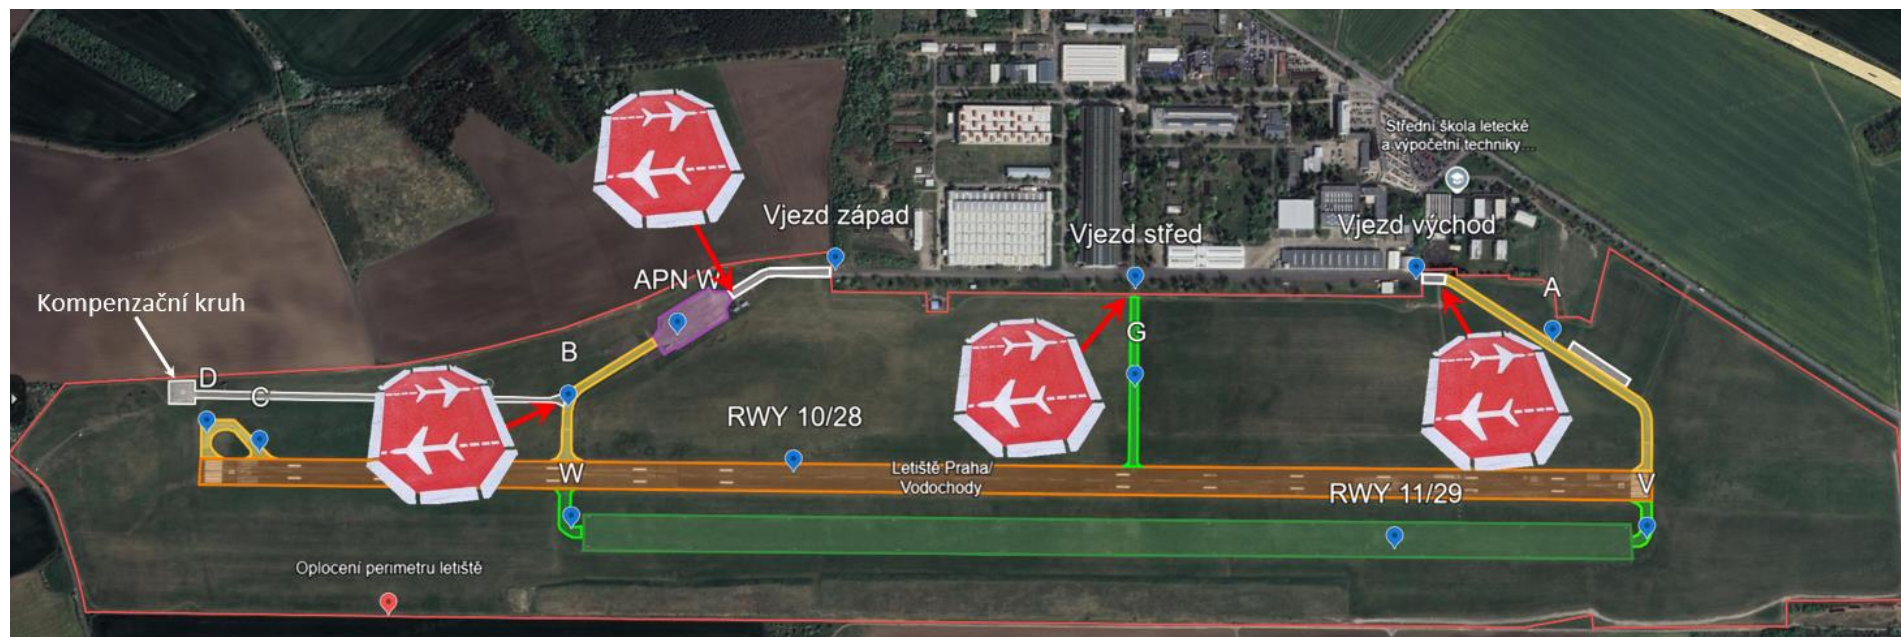 Střední škola letecké
a výpočetní techniky...
Vjezd západ
Vjezd střed
Vjezd východ
APN W
Kompenzační kruh
A
G
B
D
C
RWY 10/28
W
Letiště Praha/
Vodochody
RWY 11/29
V
Oplocení perimetru letiště